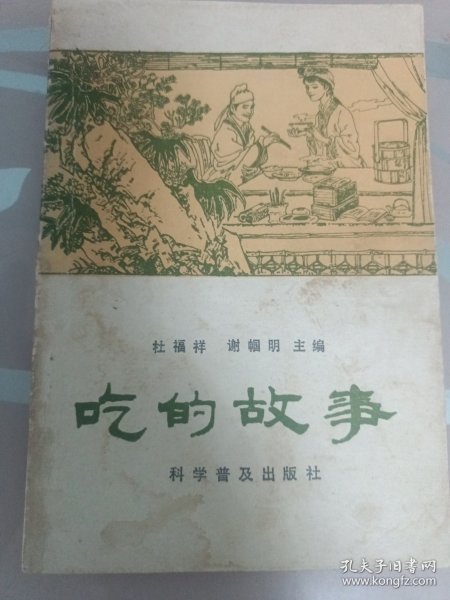 杜福祥 谢帼明 主编
吃的故事
科学普及出版社
孔夫子旧书网
www.kongfz.com